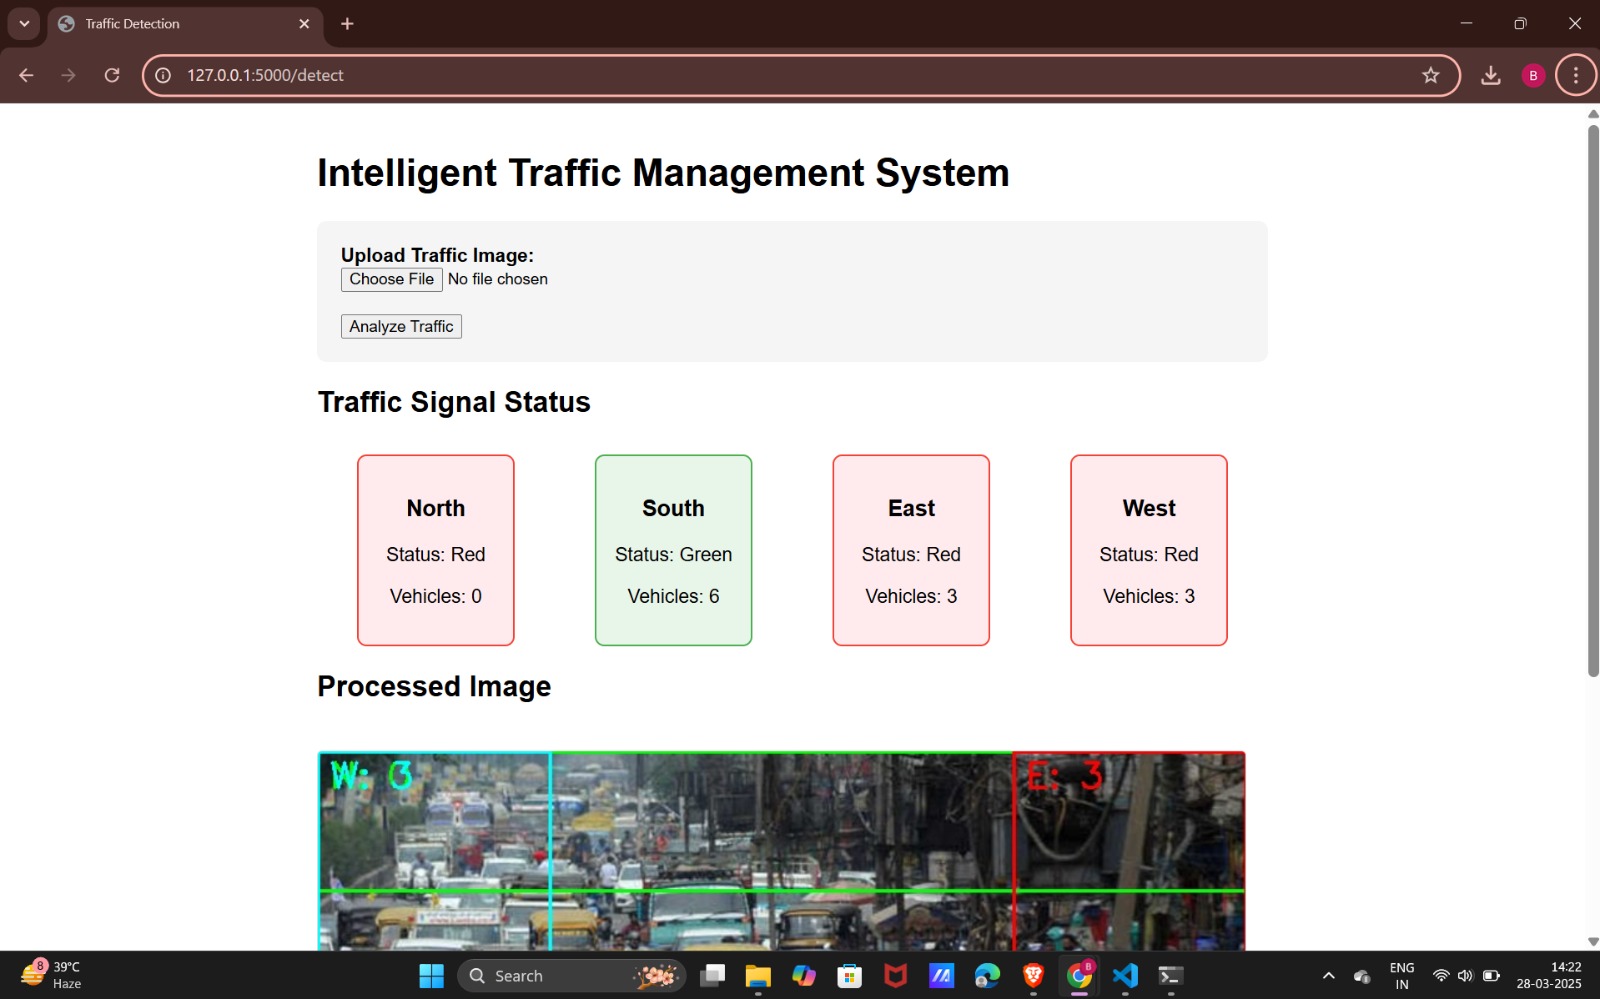 Traffic Detection
127.0.0.1:5000/detect
B
Intelligent Traffic Management System
Upload Traffic Image:
Choose File No file chosen
Analyze Traffic
Traffic Signal Status
North
Status: Red
Vehicles: 0
South
Status: Green
Vehicles: 6
East
Status: Red
Vehicles: 3
West
Status: Red
Vehicles: 3
Processed Image
E: 3
8
39°C
Haze
Search
B
ENG
IN
14:22
28-03-2025